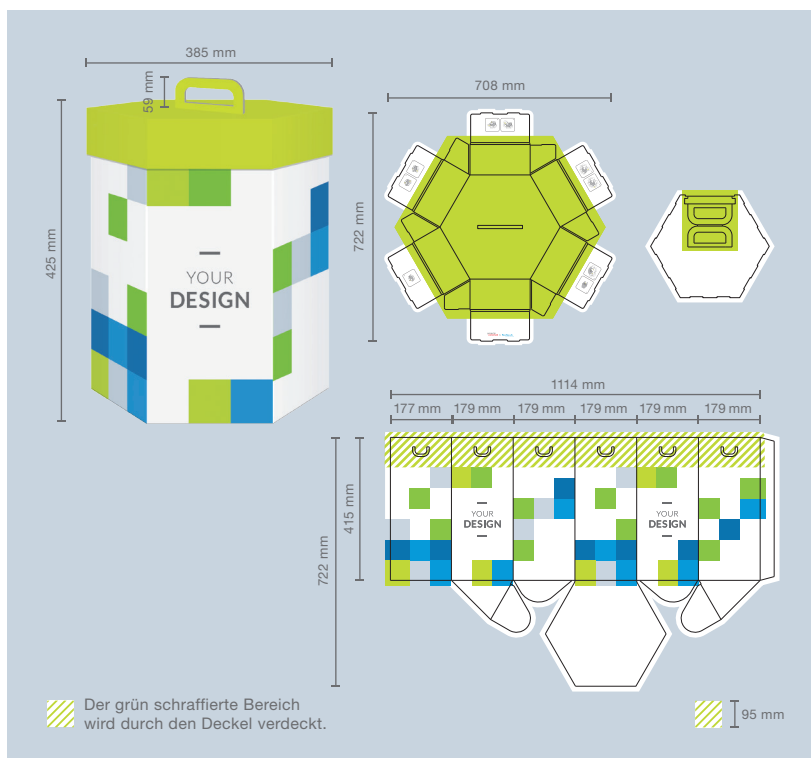 385 mm
59 mm
425 mm
YOUR
DESIGN
708 mm
722 mm
1114 mm
177 mm 179 mm 179 mm 179 mm 179 mm 179 mm
415 mm
722 mm
YOUR
DESIGN
YOUR
DESIGN
Der grün schraffierte Bereich
wird durch den Deckel verdeckt.
95 mm